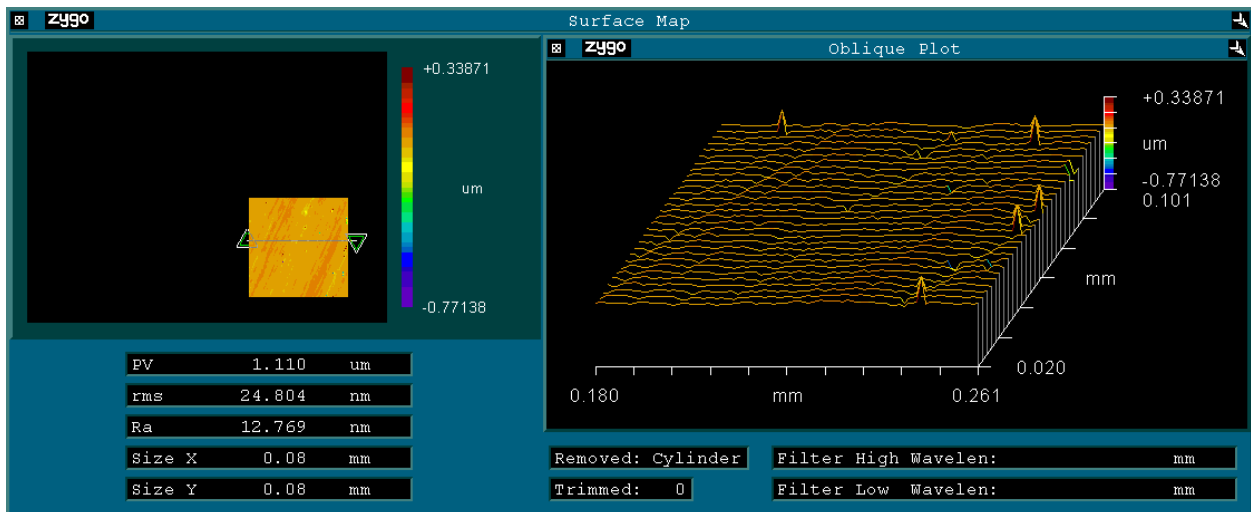 zygo Surface Map
+0.33871
um
-0.77138
zygo Oblique Plot
+0.33871
um
-0.77138
0.101
mm
0.020
0.180 mm 0.261
PV 1.110 um
rms 24.804 nm
Ra 12.769 nm
Size X 0.08 mm
Size Y 0.08 mm
Removed: Cylinder
Trimmed: 0
Filter High Wavelen: mm
Filter Low Wavelen: mm